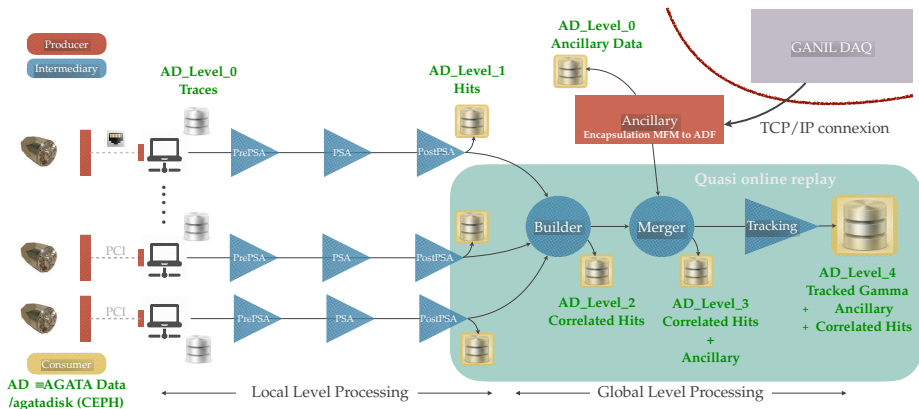 Producer
Intermediary
AD_Level_0
Traces
AD_Level_1
Hits
AD_Level_0
Ancillary Data
GANIL DAQ
Ancillary
Encapsulation MFM to ADF
TCP/IP connexion
PrePSA
PSA
PostPSA
Quasi online replay
PCI
PrePSA
PSA
PostPSA
Builder
Merger
Tracking
PCI
PrePSA
PSA
PostPSA
AD_Level_2
Correlated Hits
AD_Level_3
Correlated Hits
+
Ancillary
AD_Level_4
Tracked Gamma
+ Ancillary
+ Correlated Hits
Consumer
AD ≡AGATA Data
/agatadisk (CEPH)
Local Level Processing
Global Level Processing